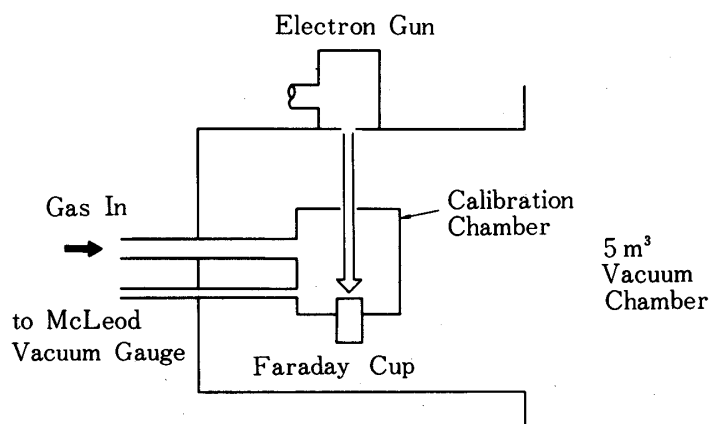 Electron Gun
Gas In
Calibration
Chamber
5 m³
Vacuum
Chamber
to McLeod
Vacuum Gauge
Faraday Cup